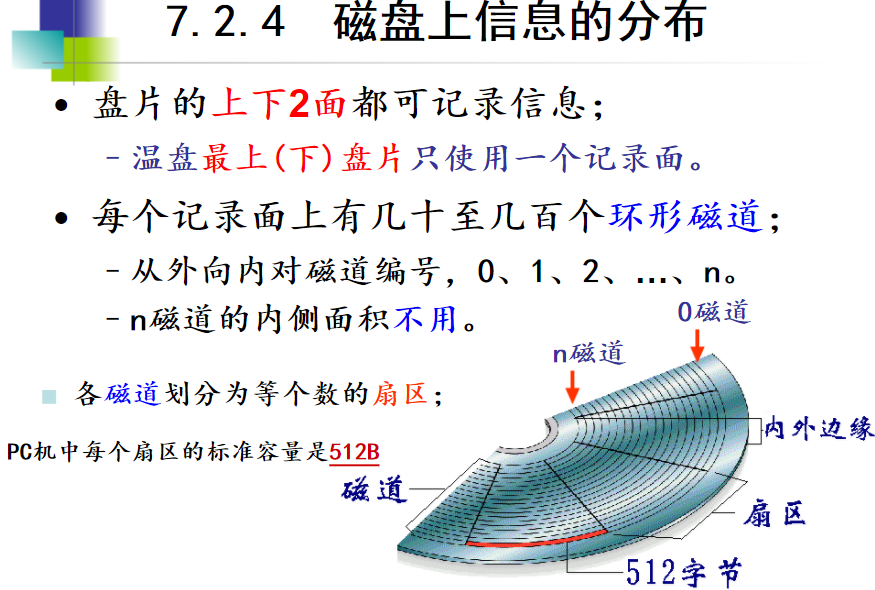 7.2.4 磁盘上信息的分布
• 盘片的上下2面都可记录信息；
–温盘最上(下)盘片只使用一个记录面。
• 每个记录面上有几十至几百个环形磁道；
–从外向内对磁道编号，0、1、2、…、n。
–n磁道的内侧面积不用。
0磁道
n磁道
各磁道划分为等个数的扇区；
内外边缘
PC机中每个扇区的标准容量是512B
磁道
扇区
512字节